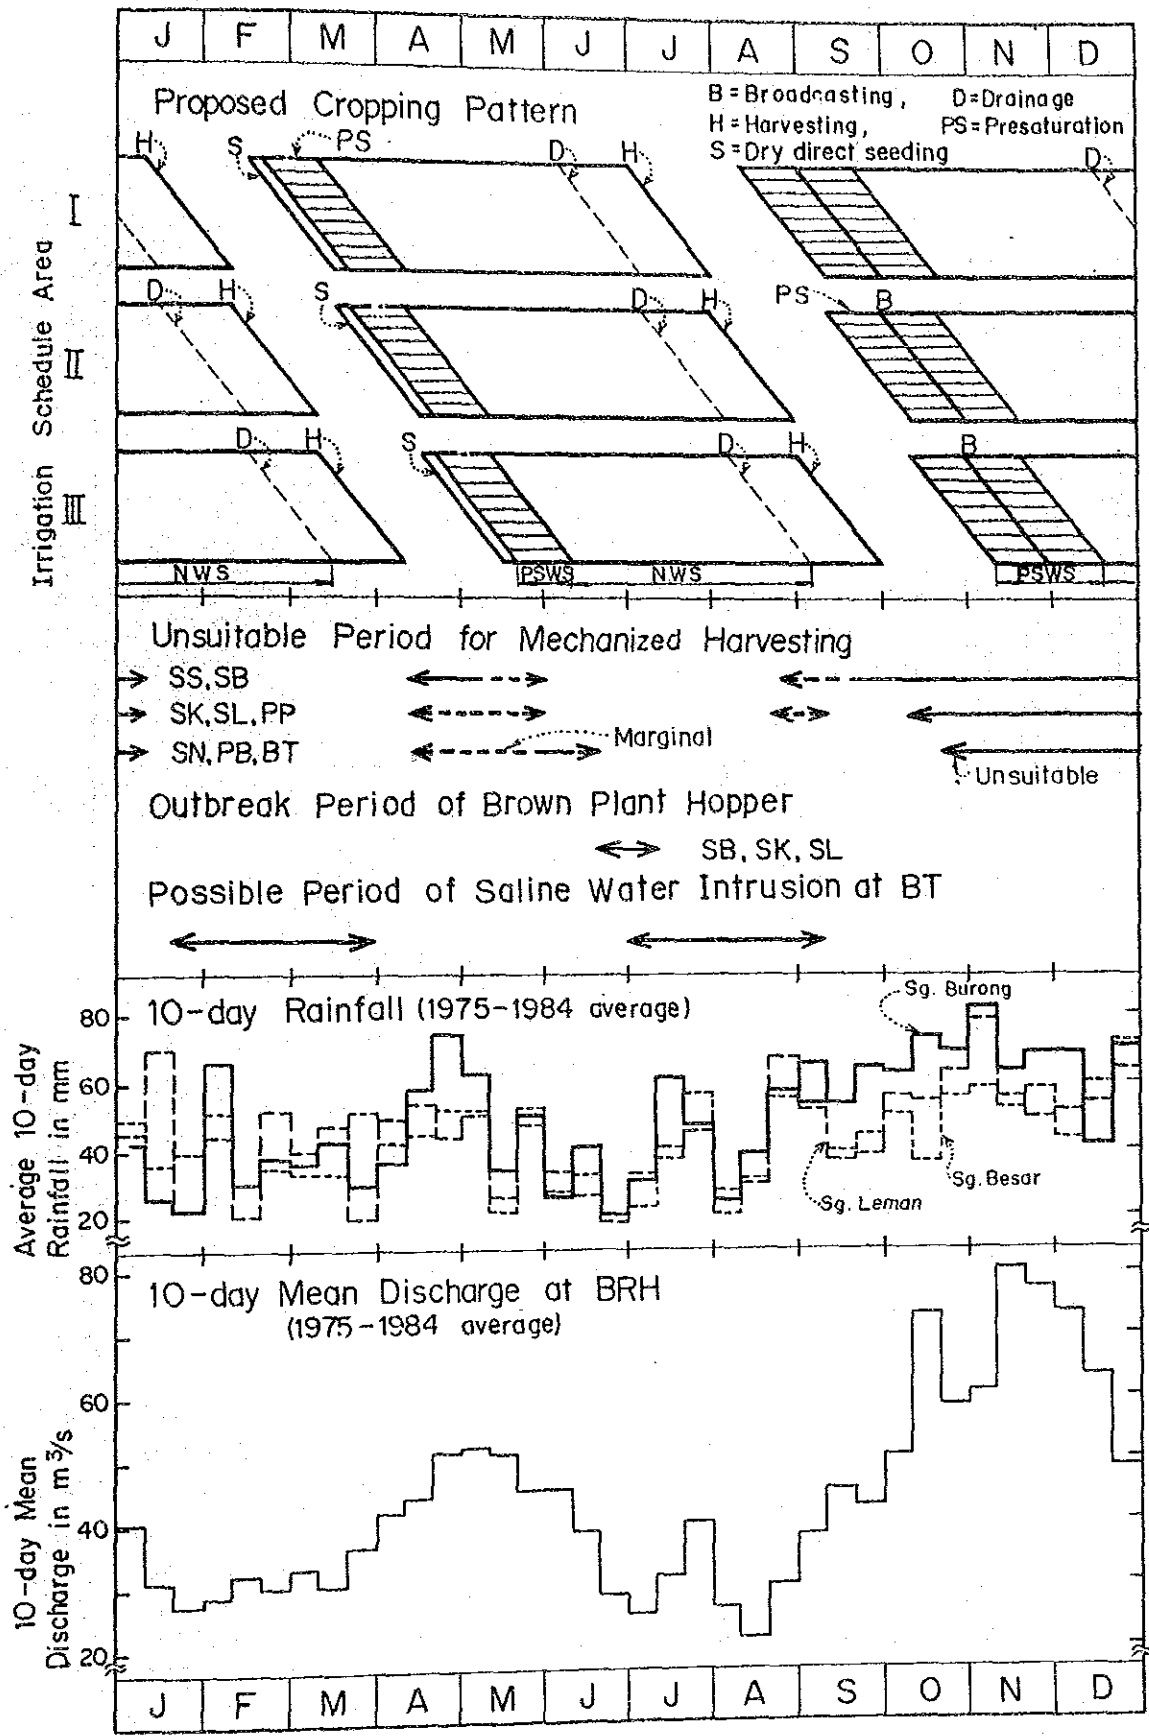 J F M A M J J A S O N D
Proposed Cropping Pattern
B = Broadcasting, D=Drainage
H = Harvesting, PS=Presaturation
S = Dry direct seeding
H S PS D H D
I
D H S D H PS B
II
D H S D H B
III
Irrigation Schedule Area
NWS PSWS NWS PSWS
Unsuitable Period for Mechanized Harvesting
SS, SB
SK, SL, PP
SN, PB, BT
Marginal
Unsuitable
Outbreak Period of Brown Plant Hopper
SB, SK, SL
Possible Period of Saline Water Intrusion at BT
10-day Rainfall (1975-1984 average)
Sg. Burong
Sg. Besar
Sg. Leman
80
60
40
20
Average 10-day
Rainfall in mm
10-day Mean Discharge at BRH
(1975-1984 average)
80
60
40
20
10-day Mean
Discharge in m³/s
J F M A M J J A S O N D